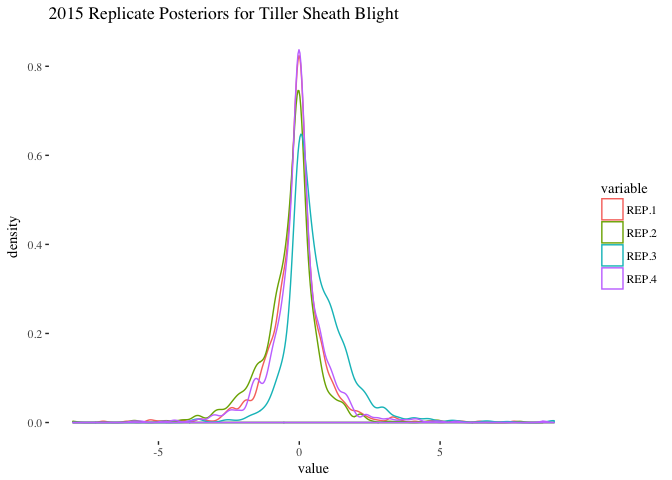 2015 Replicate Posteriors for Tiller Sheath Blight
0.8
0.6
0.4
0.2
0.0
density
-5
0
5
value
variable
REP.1
REP.2
REP.3
REP.4